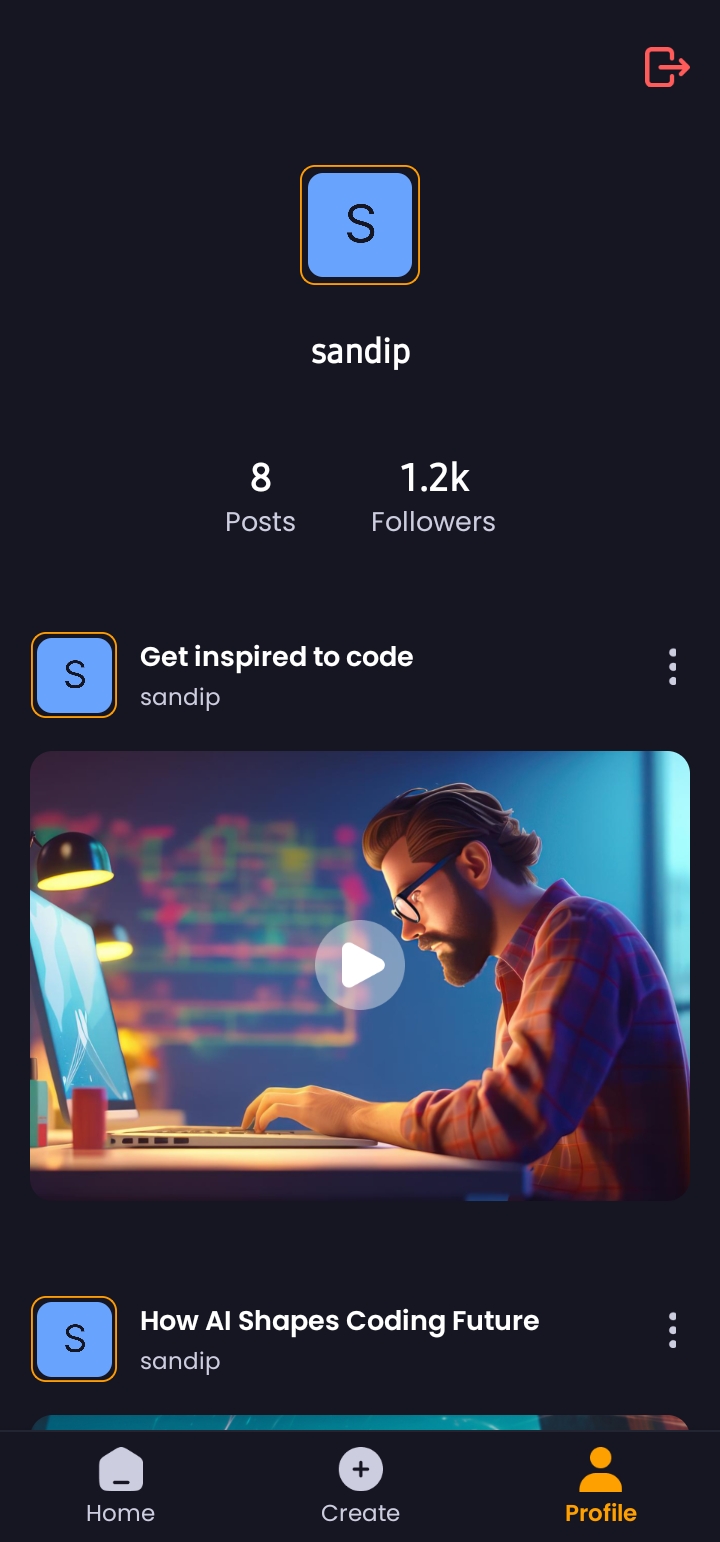 S
sandip
8 1.2k
Posts Followers
S
Get inspired to code
sandip
S
How AI Shapes Coding Future
sandip
Home Create Profile